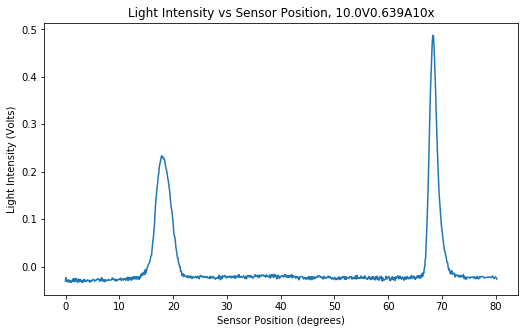 Light Intensity vs Sensor Position, 10.0V0.639A10x
0.5
0.4
0.3
0.2
0.1
0.0
Light Intensity (Volts)
0 10 20 30 40 50 60 70 80
Sensor Position (degrees)